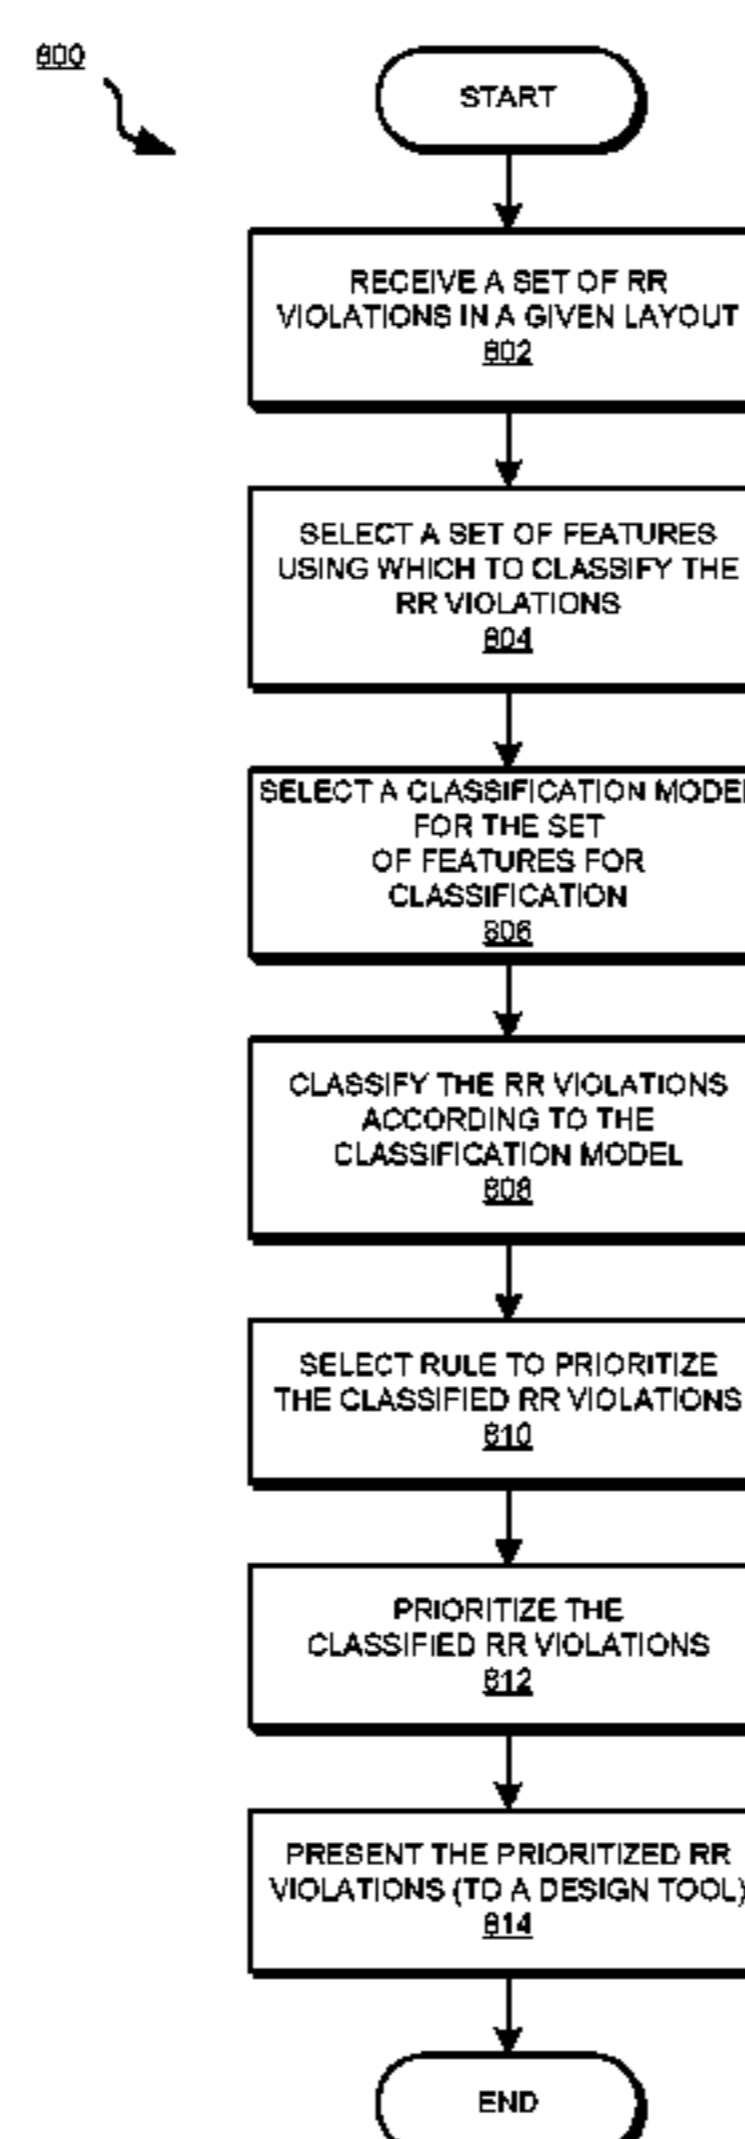 800
START
RECEIVE A SET OF RR
VIOLATIONS IN A GIVEN LAYOUT
802
SELECT A SET OF FEATURES
USING WHICH TO CLASSIFY THE
RR VIOLATIONS
804
SELECT A CLASSIFICATION MODEL
FOR THE SET
OF FEATURES FOR
CLASSIFICATION
806
CLASSIFY THE RR VIOLATIONS
ACCORDING TO THE
CLASSIFICATION MODEL
808
SELECT RULE TO PRIORITIZE
THE CLASSIFIED RR VIOLATIONS
810
PRIORITIZE THE
CLASSIFIED RR VIOLATIONS
812
PRESENT THE PRIORITIZED RR
VIOLATIONS (TO A DESIGN TOOL)
814
END